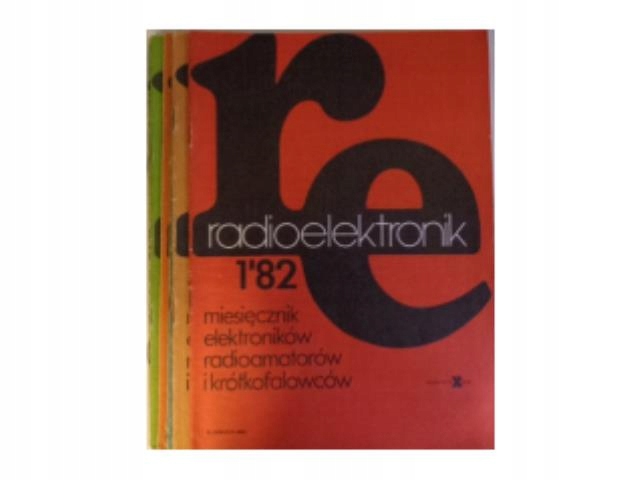 re
radioelektronik
1'82
miesięcznik
elektroników
radioamatorów
i krótkofalowców